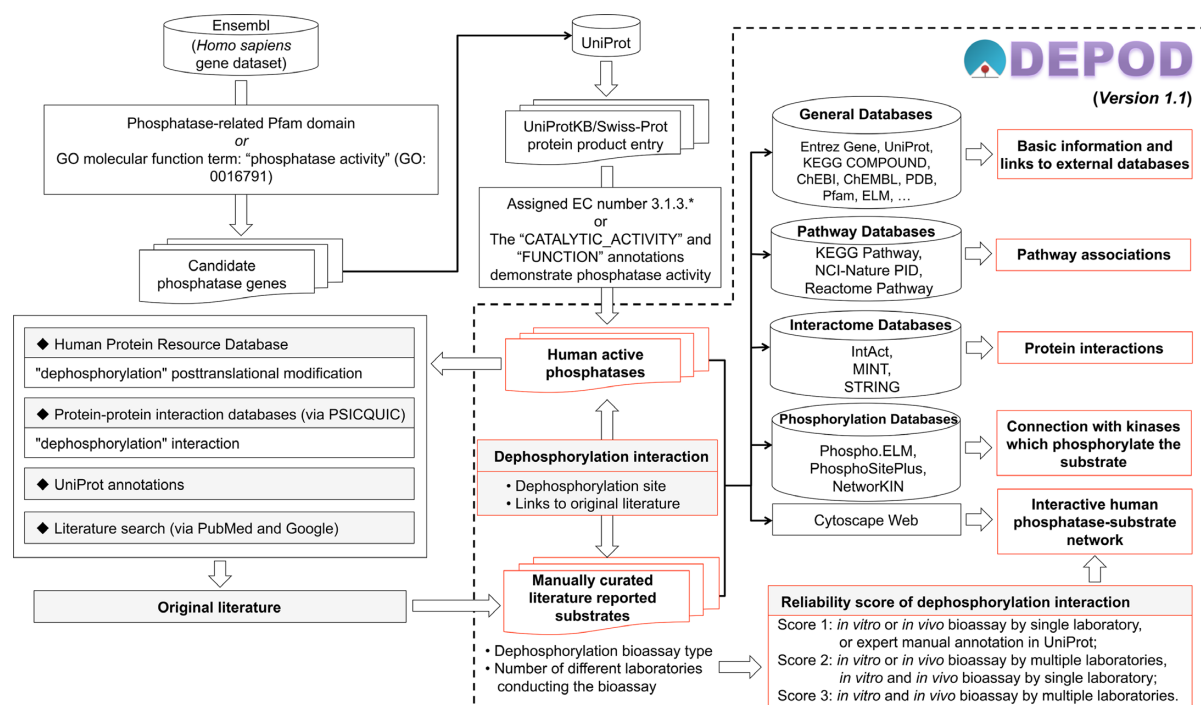 Ensembl
(Homo sapiens
gene dataset)
Phosphatase-related Pfam domain
or
GO molecular function term: “phosphatase activity” (GO:
0016791)
Candidate
phosphatase genes
UniProt
UniProtKB/Swiss-Prot
protein product entry
Assigned EC number 3.1.3.*
or
The “CATALYTIC_ACTIVITY” and
“FUNCTION” annotations
demonstrate phosphatase activity
◆ Human Protein Resource Database
"dephosphorylation" posttranslational modification
◆ Protein-protein interaction databases (via PSICQUIC)
"dephosphorylation" interaction
◆ UniProt annotations
◆ Literature search (via PubMed and Google)
Original literature
Human active
phosphatases
Dephosphorylation interaction
• Dephosphorylation site
• Links to original literature
Manually curated
literature reported
substrates
• Dephosphorylation bioassay type
• Number of different laboratories
conducting the bioassay
DEPOD
(Version 1.1)
General Databases
Entrez Gene, UniProt,
KEGG COMPOUND,
ChEBI, ChEMBL, PDB,
Pfam, ELM, …
Basic information and
links to external databases
Pathway Databases
KEGG Pathway,
NCI-Nature PID,
Reactome Pathway
Pathway associations
Interactome Databases
IntAct,
MINT,
STRING
Protein interactions
Phosphorylation Databases
Phospho.ELM,
PhosphoSitePlus,
NetworKIN
Connection with kinases
which phosphorylate the
substrate
Cytoscape Web
Interactive human
phosphatase-substrate
network
Reliability score of dephosphorylation interaction
Score 1: in vitro or in vivo bioassay by single laboratory,
or expert manual annotation in UniProt;
Score 2: in vitro or in vivo bioassay by multiple laboratories,
in vitro and in vivo bioassay by single laboratory;
Score 3: in vitro and in vivo bioassay by multiple laboratories.